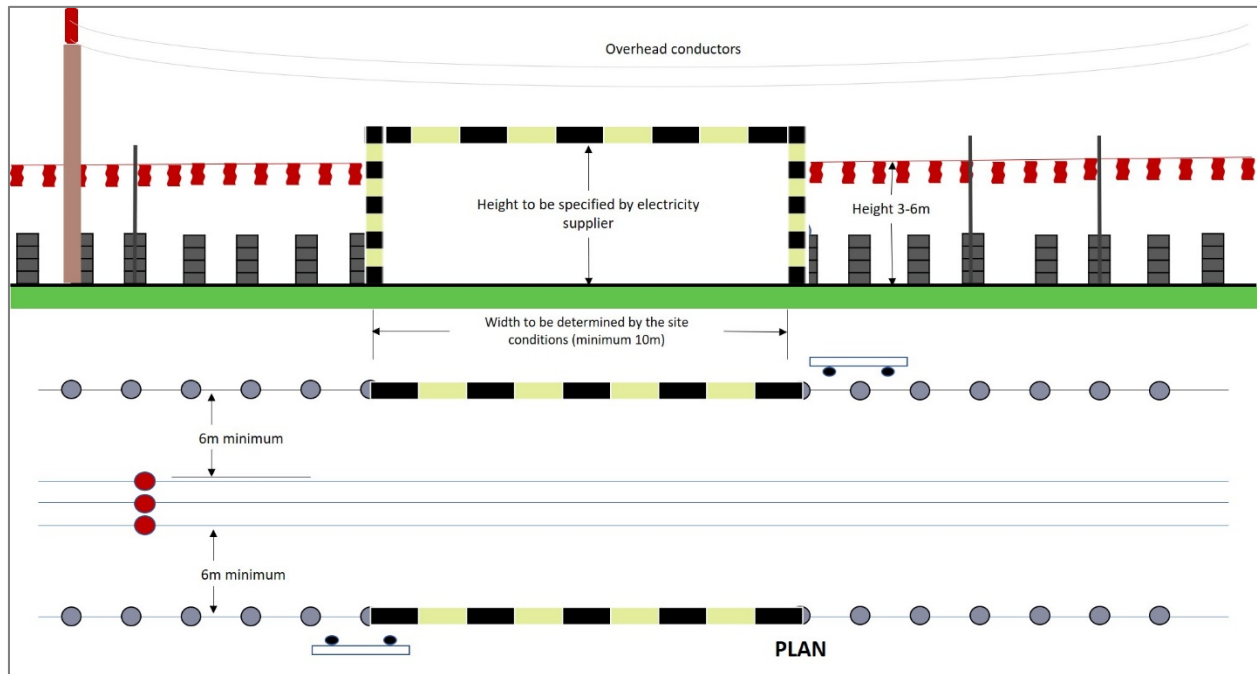 Overhead conductors
Height to be specified by electricity
supplier
Height 3-6m
Width to be determined by the site
conditions (minimum 10m)
6m minimum
6m minimum
PLAN